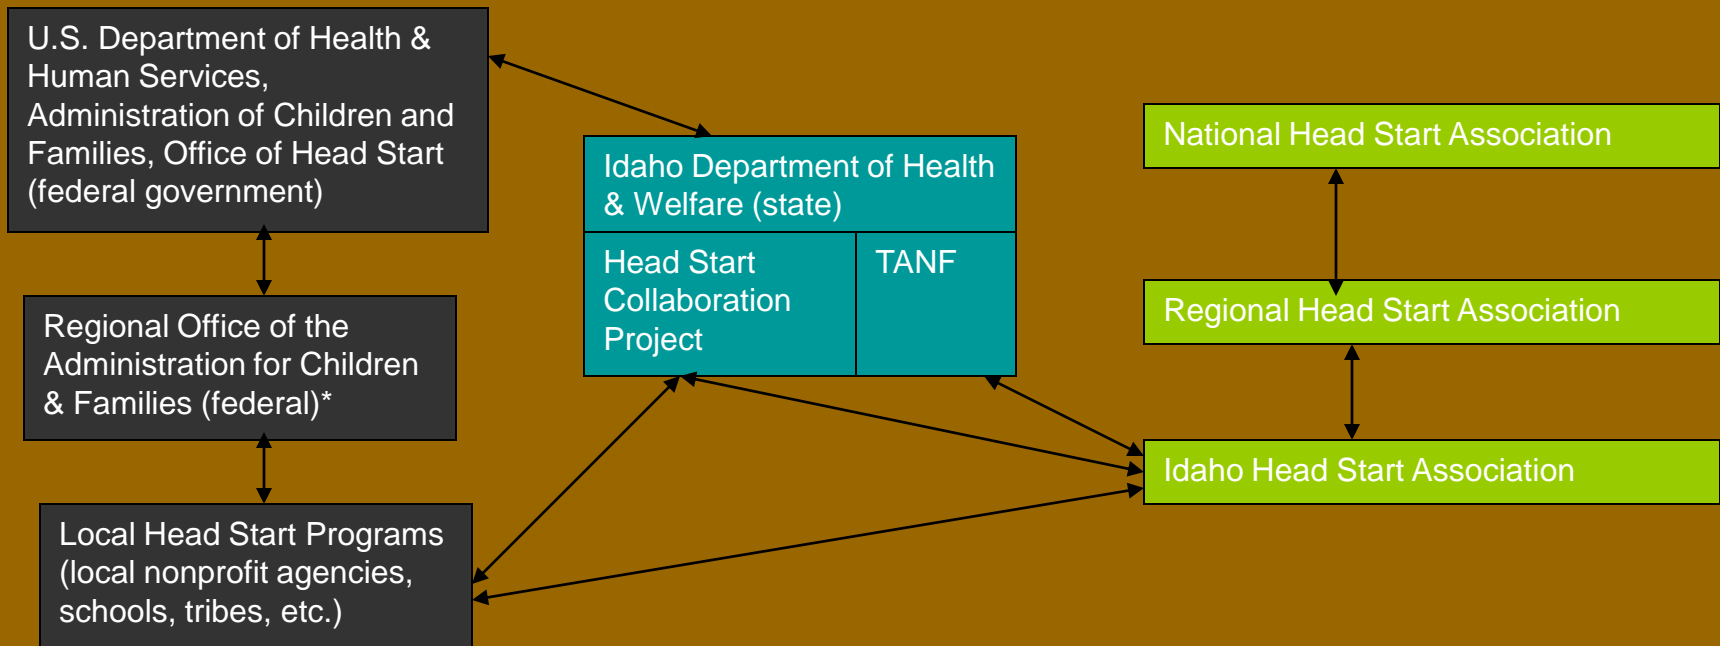 U.S. Department of Health &
Human Services,
Administration of Children and
Families, Office of Head Start
(federal government)
Regional Office of the
Administration for Children
& Families (federal)*
Local Head Start Programs
(local nonprofit agencies,
schools, tribes, etc.)
Idaho Department of Health
& Welfare (state)
Head Start
Collaboration
Project
TANF
National Head Start Association
Regional Head Start Association
Idaho Head Start Association